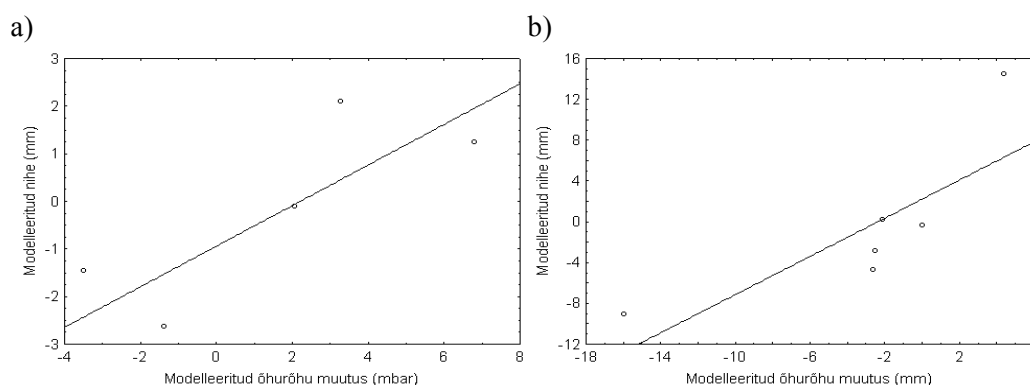 a)
b)
3
2
1
0
-1
-2
-3
Modelleeritud nihe (mm)
-4 -2 0 2 4 6 8
Modelleeritud õhurõhu muutus (mbar)
16
12
8
4
0
-4
-8
-12
Modelleeritud nihe (mm)
-18 -14 -10 -6 -2 2
Modelleeritud õhurõhu muutus (mm)